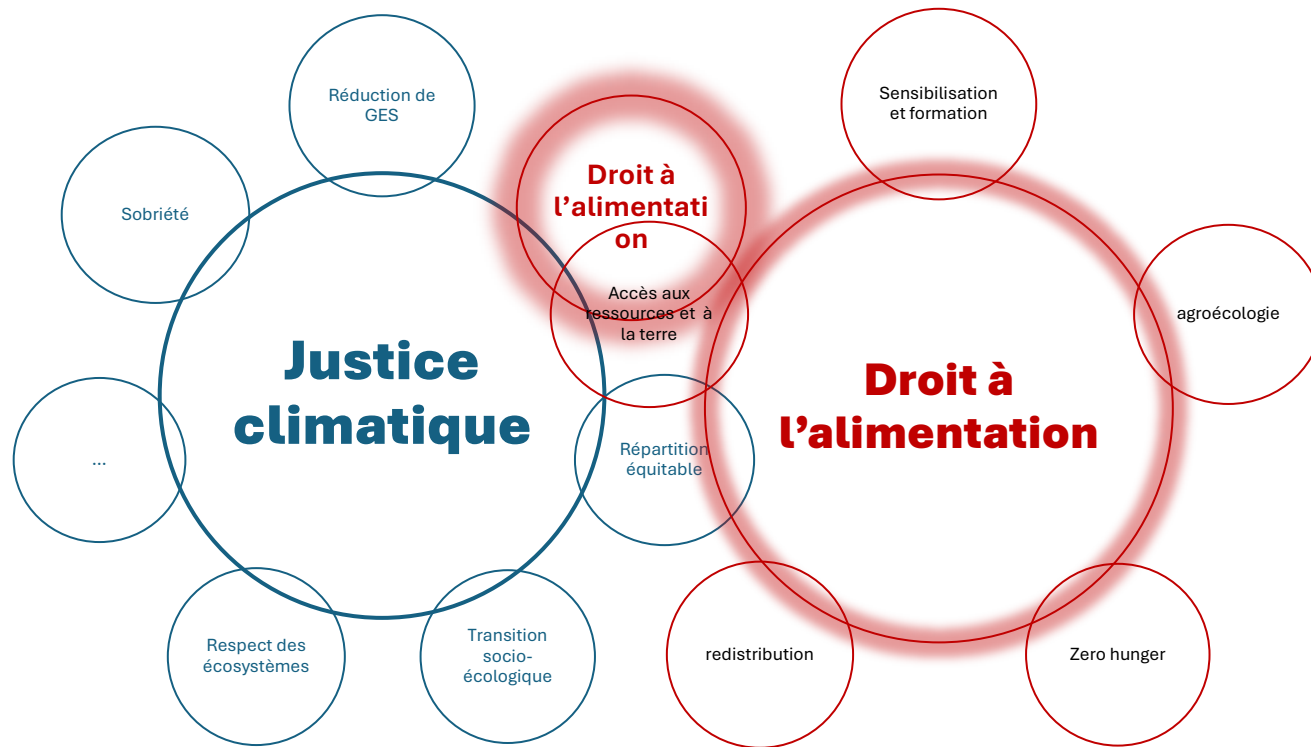 Réduction de
GES
Sensibilisation
et formation
Sobriété
Droit à
l’alimentati
on
Accès aux
ressources et à
la terre
agroécologie
Justice
climatique
Droit à
l’alimentation
...
Répartition
équitable
Respect des
écosystèmes
Transition
socio-
écologique
redistribution
Zero hunger